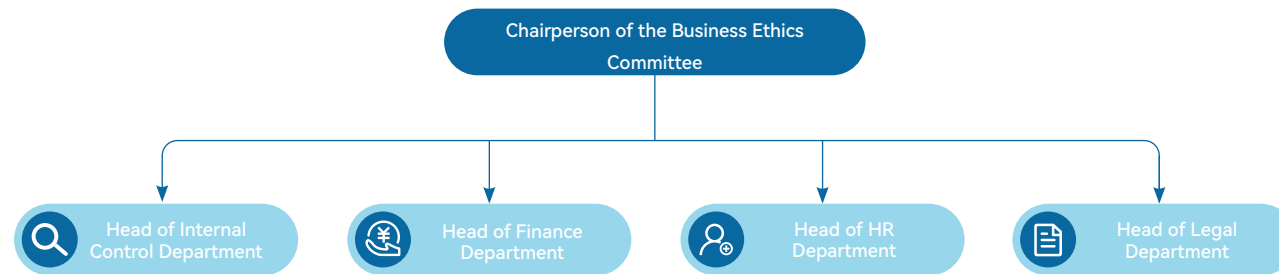 Chairperson of the Business Ethics
Committee
Head of Internal
Control Department
¥
Head of Finance
Department
Head of HR
Department
Head of Legal
Department